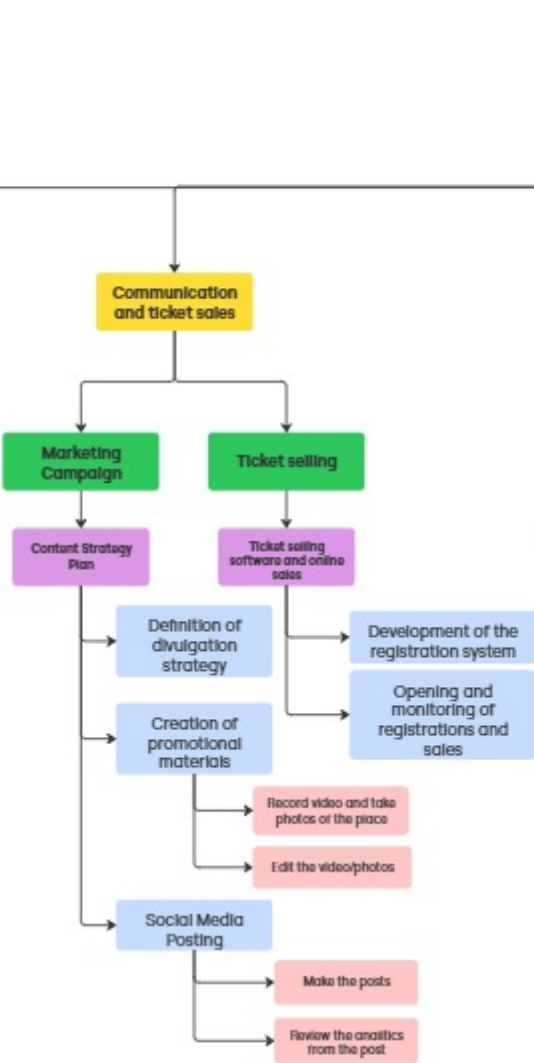 Communication
and ticket sales
Marketing
Campaign
Ticket selling
Content Strategy
Plan
Ticket selling
software and online
sales
Definition of
divulgation
strategy
Development of the
registration system
Opening and
monitoring of
registrations and
sales
Creation of
promotional
materials
Record video and take
photos of the place
Edit the video/photos
Social Media
Posting
Make the posts
Review the analitics
from the post